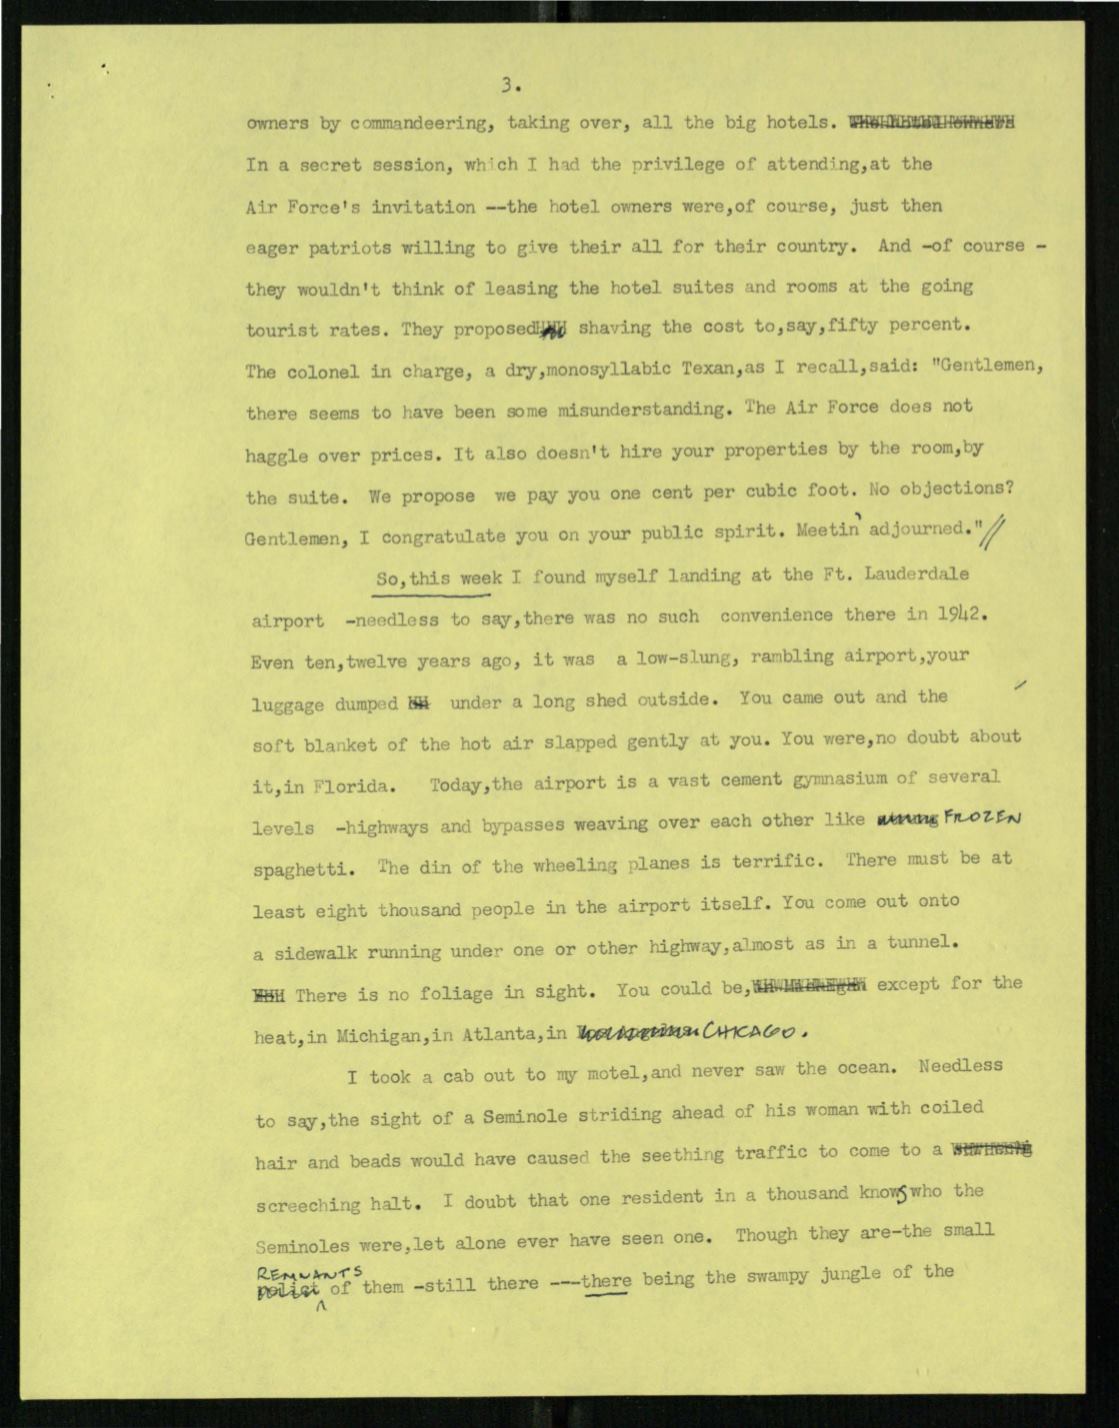 3.
owners by commandeering, taking over, all the big hotels.
In a secret session, which I had the privilege of attending,at the
Air Force's invitation --the hotel owners were,of course, just then
eager patriots willing to give their all for their country. And -of course -
they wouldn't think of leasing the hotel suites and rooms at the going
tourist rates. They proposed shaving the cost to,say,fifty percent.
The colonel in charge, a dry,monosyllabic Texan,as I recall,said: "Gentlemen,
there seems to have been some misunderstanding. The Air Force does not
haggle over prices. It also doesn't hire your properties by the room,by
the suite. We propose we pay you one cent per cubic foot. No objections?
Gentlemen, I congratulate you on your public spirit. Meetin' adjourned."//
So,this week I found myself landing at the Ft. Lauderdale
airport -needless to say,there was no such convenience there in 1942.
Even ten,twelve years ago, it was a low-slung, rambling airport,your
luggage dumped under a long shed outside. You came out and the
soft blanket of the hot air slapped gently at you. You were,no doubt about
it,in Florida. Today,the airport is a vast cement gymnasium of several
levels -highways and bypasses weaving over each other like FROZEN
spaghetti. The din of the wheeling planes is terrific. There must be at
least eight thousand people in the airport itself. You come out onto
a sidewalk running under one or other highway,almost as in a tunnel.
There is no foliage in sight. You could be, except for the
heat,in Michigan,in Atlanta,in CHICAGO.
I took a cab out to my motel,and never saw the ocean. Needless
to say,the sight of a Seminole striding ahead of his woman with coiled
hair and beads would have caused the seething traffic to come to a
screeching halt. I doubt that one resident in a thousand knows who the
Seminoles were,let alone ever have seen one. Though they are-the small
REMNANTS
of them -still there ---there being the swampy jungle of the